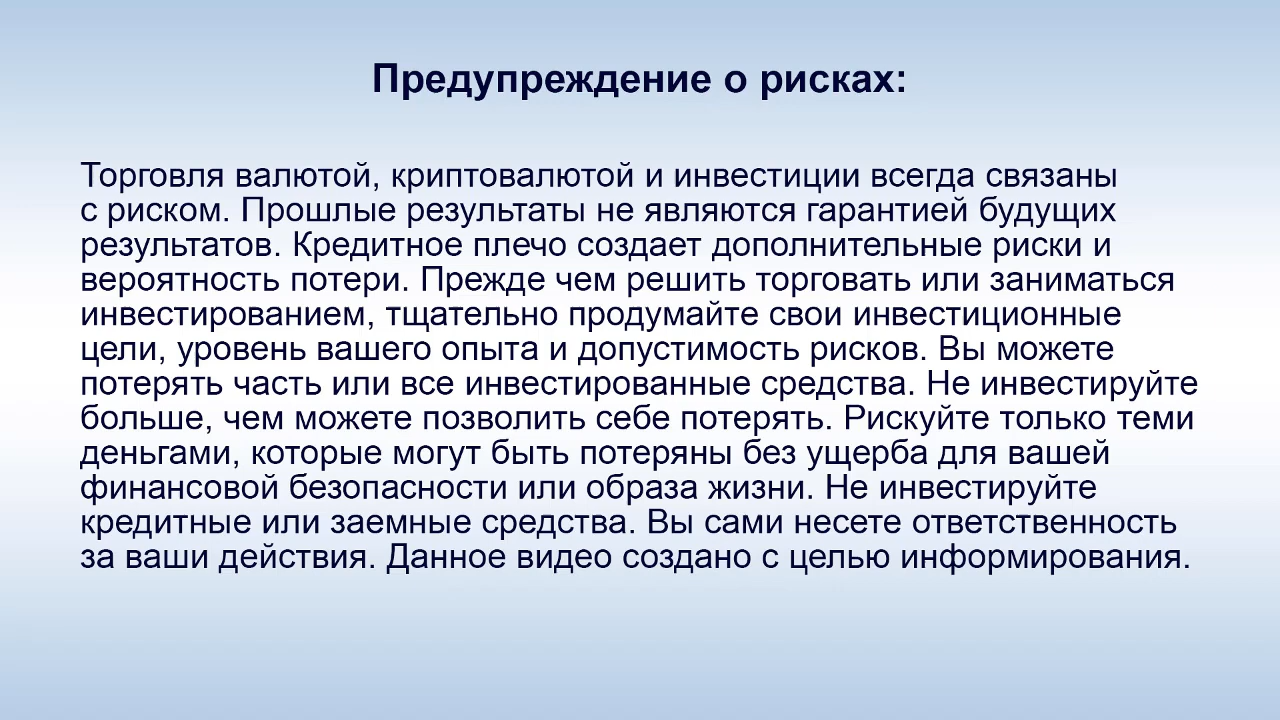 Предупреждение о рисках:
Торговля валютой, криптовалютой и инвестиции всегда связаны
с риском. Прошлые результаты не являются гарантией будущих
результатов. Кредитное плечо создает дополнительные риски и
вероятность потери. Прежде чем решить торговать или заниматься
инвестированием, тщательно продумайте свои инвестиционные
цели, уровень вашего опыта и допустимость рисков. Вы можете
потерять часть или все инвестированные средства. Не инвестируйте
больше, чем можете позволить себе потерять. Рискуйте только теми
деньгами, которые могут быть потеряны без ущерба для вашей
финансовой безопасности или образа жизни. Не инвестируйте
кредитные или заемные средства. Вы сами несете ответственность
за ваши действия. Данное видео создано с целью информирования.